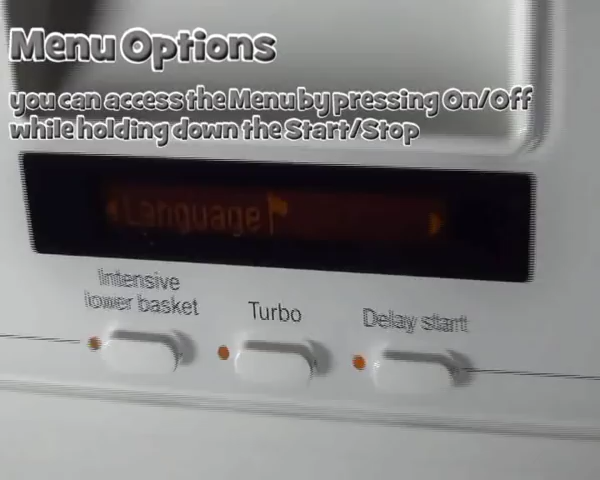 Menu Options
you can access the Menu by pressing On/Off
while holding down the Start/Stop
Language
Intensive
lower basket
Turbo
Delay start